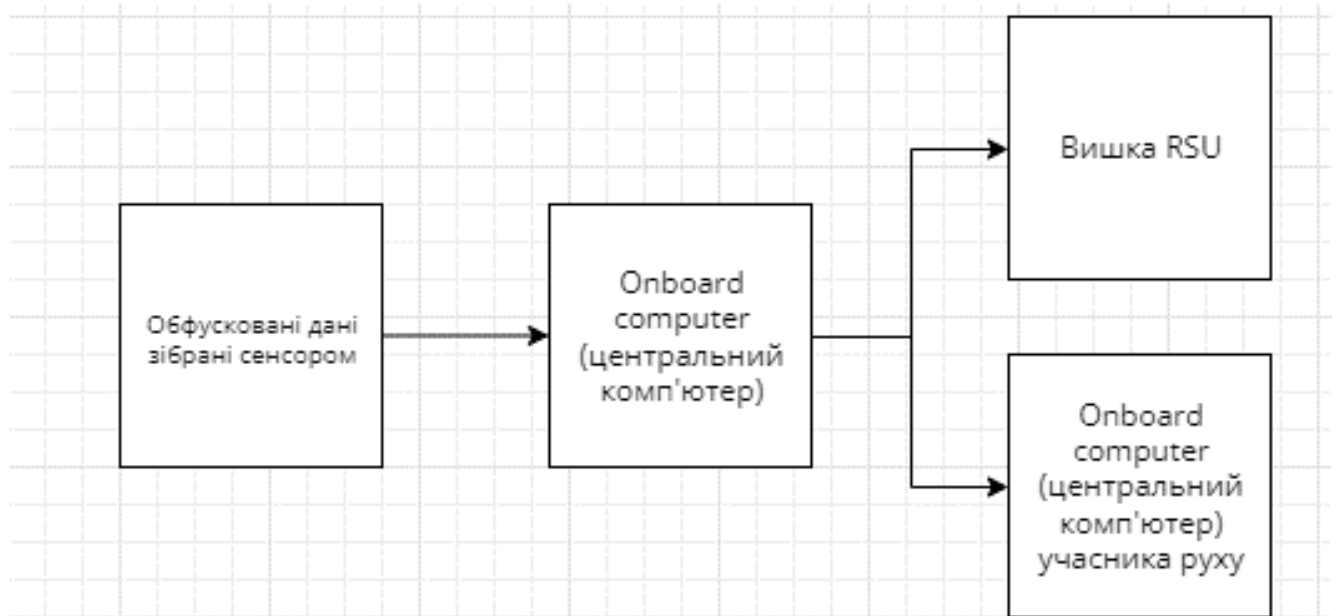 Обфусковані дані
зібрані сенсором
Onboard
computer
(центральний
комп'ютер)
Вишка RSU
Onboard
computer
(центральний
комп'ютер)
учасника руху